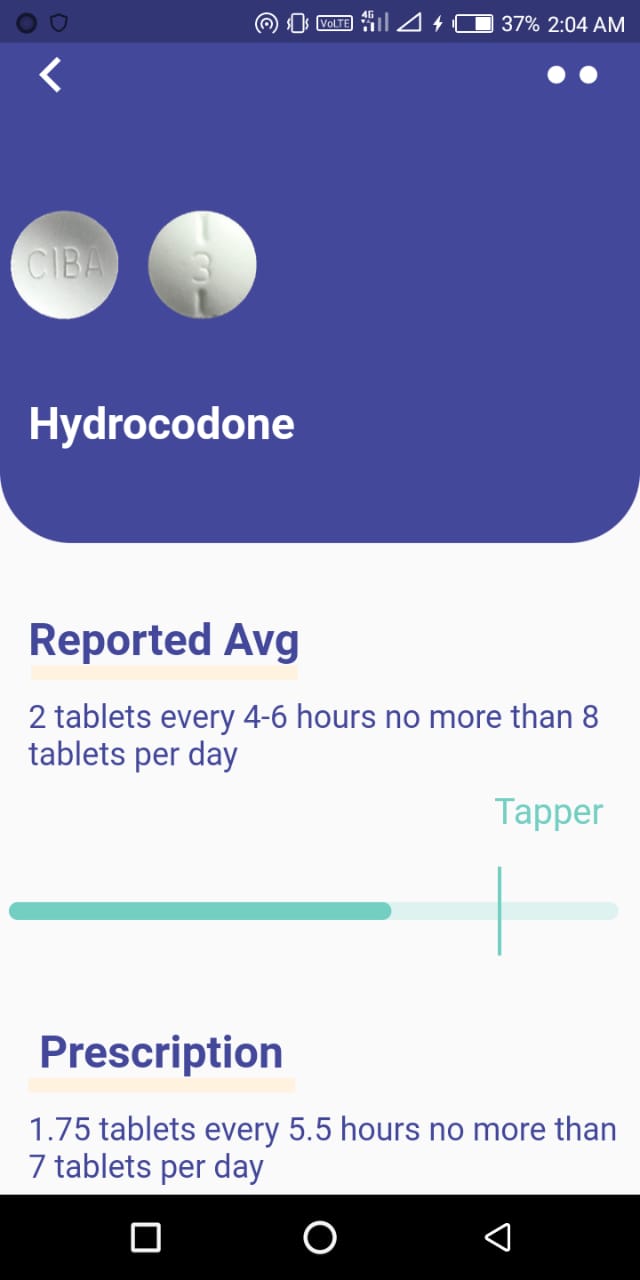 VoLTE 4G 37% 2:04 AM
CIBA 3
Hydrocodone
Reported Avg
2 tablets every 4-6 hours no more than 8
tablets per day
Tapper
Prescription
1.75 tablets every 5.5 hours no more than
7 tablets per day